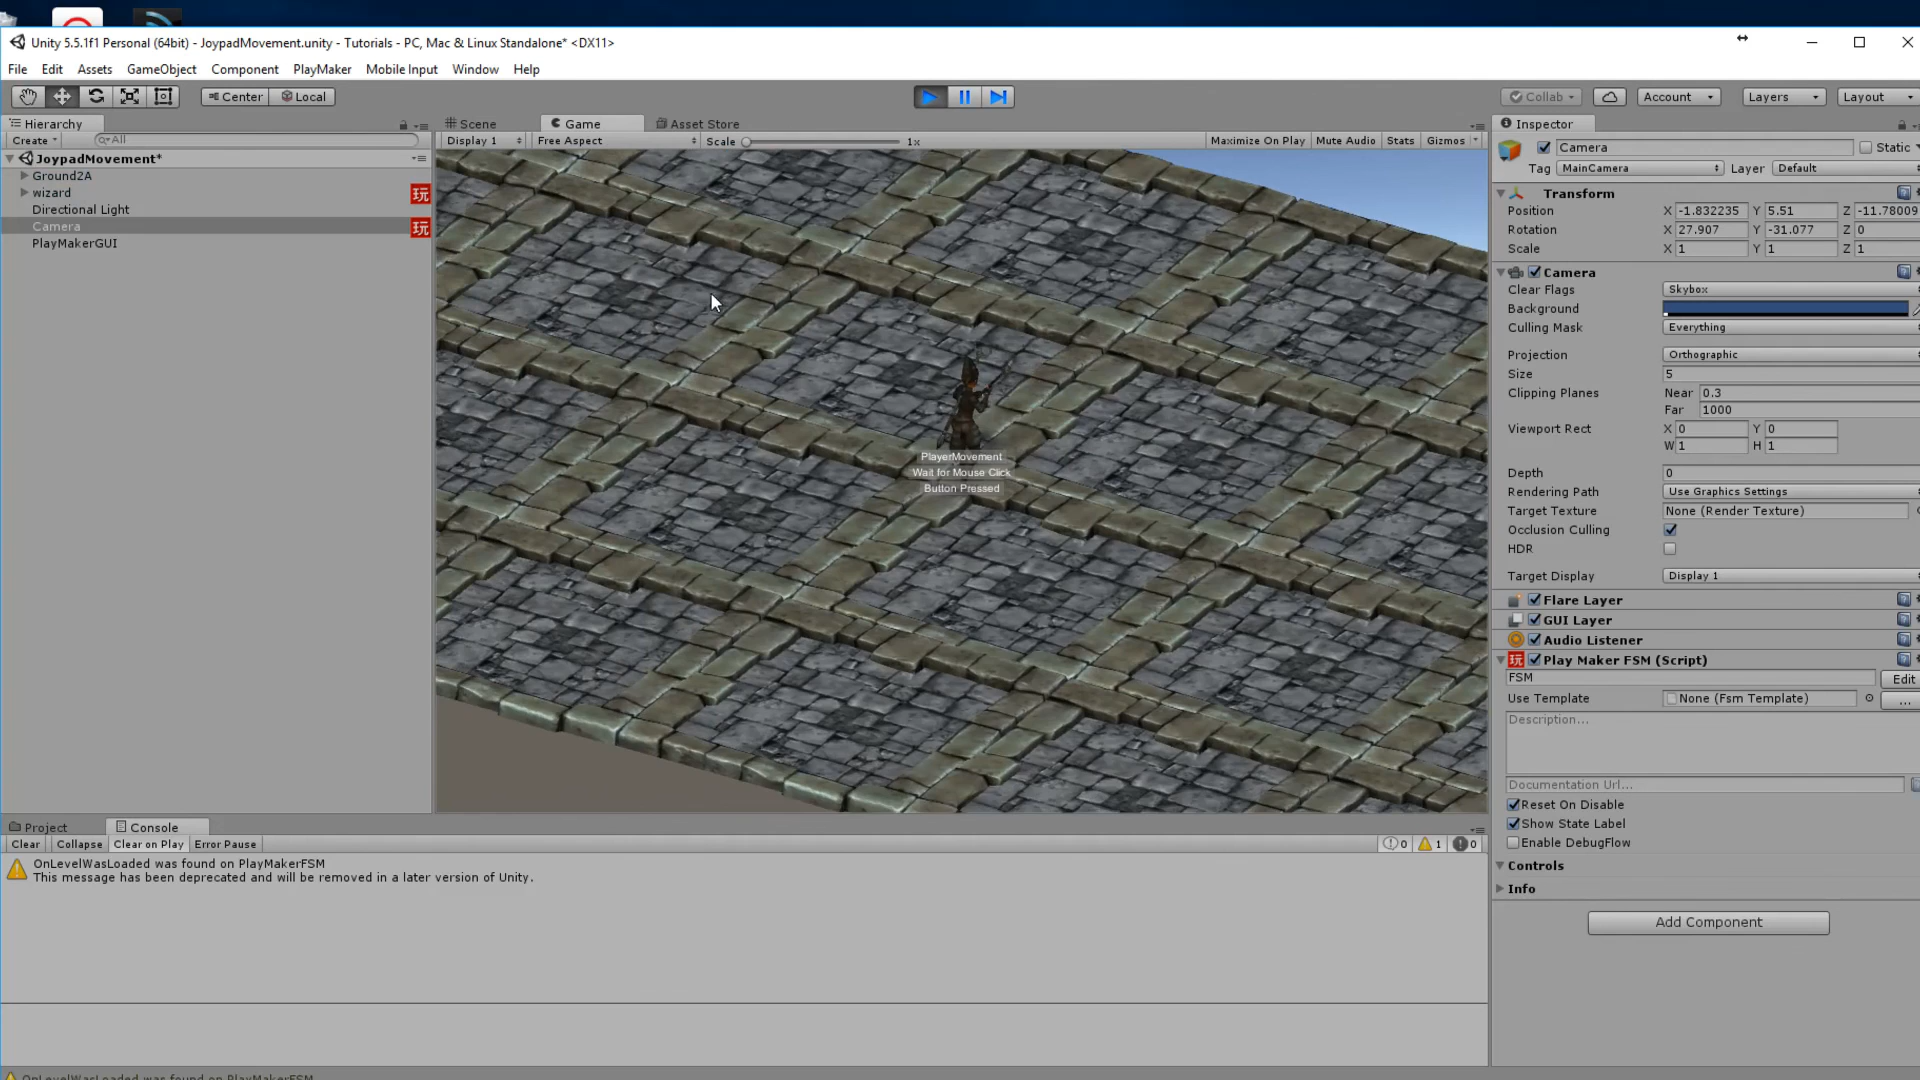 Unity 5.5.1f1 Personal (64bit) - JoypadMovement.unity - Tutorials - PC, Mac & Linux Standalone* <DX11>
File Edit Assets GameObject Component PlayMaker Mobile Input Window Help
Center Local Collab Account Layers Layout
Hierarchy
Create All
JoypadMovement*
Ground2A
wizard 玩
Directional Light
Camera 玩
PlayMakerGUI
Scene Game Asset Store
Display 1 Free Aspect Scale 1x Maximize On Play Mute Audio Stats Gizmos
PlayerMovement
Wait for Mouse Click
Button Pressed
Inspector
Camera Static
Tag MainCamera Layer Default
Transform
Position X -1.832235 Y 5.51 Z -11.78009
Rotation X 27.907 Y -31.077 Z 0
Scale X 1 Y 1 Z 1
Camera
Clear Flags Skybox
Background
Culling Mask Everything
Projection Orthographic
Size 5
Clipping Planes Near 0.3
Far 1000
Viewport Rect X 0 Y 0
W 1 H 1
Depth 0
Rendering Path Use Graphics Settings
Target Texture None (Render Texture)
Occlusion Culling
HDR
Target Display Display 1
Flare Layer
GUI Layer
Audio Listener
玩 Play Maker FSM (Script)
FSM Edit
Use Template None (Fsm Template) ...
Description...
Documentation Url...
Reset On Disable
Show State Label
Enable DebugFlow
Controls
Info
Add Component
Project Console
Clear Collapse Clear on Play Error Pause 0 1 0
OnLevelWasLoaded was found on PlayMakerFSM
This message has been deprecated and will be removed in a later version of Unity.
OnLevelWasLoaded was found on PlayMakerFSM